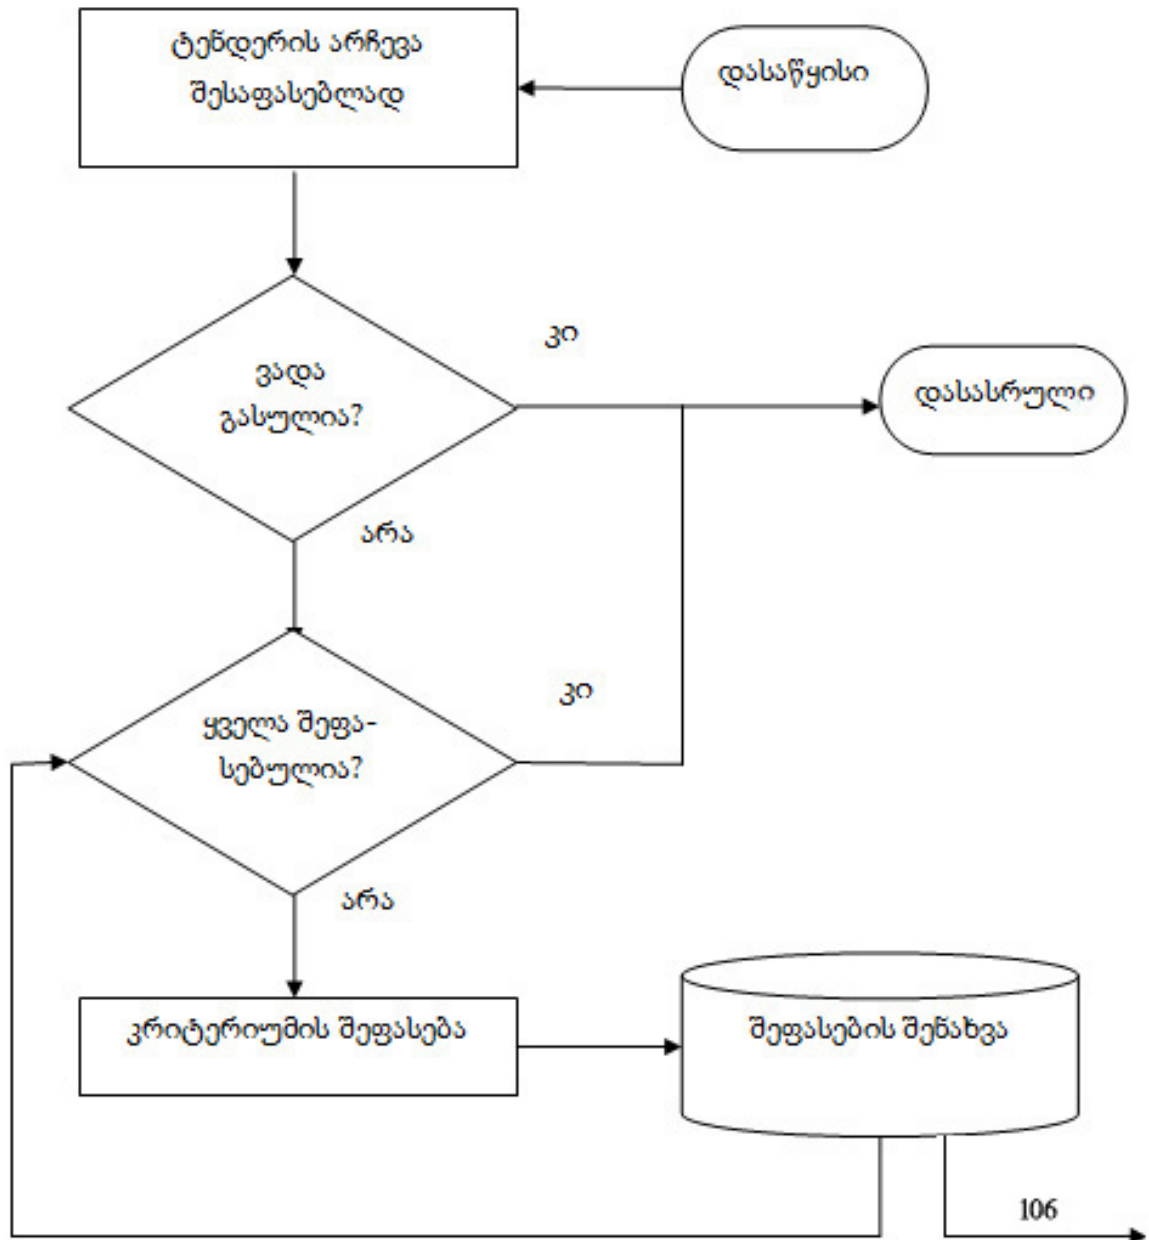 ტენდერის არჩევა
შესაფასებლად
დასაწყისი
კი
ვადა
გასულია?
დასასრული
არა
კი
ყველა შეფა-
სებულია?
არა
კრიტერიუმის შეფასება
შეფასების შენახვა
106